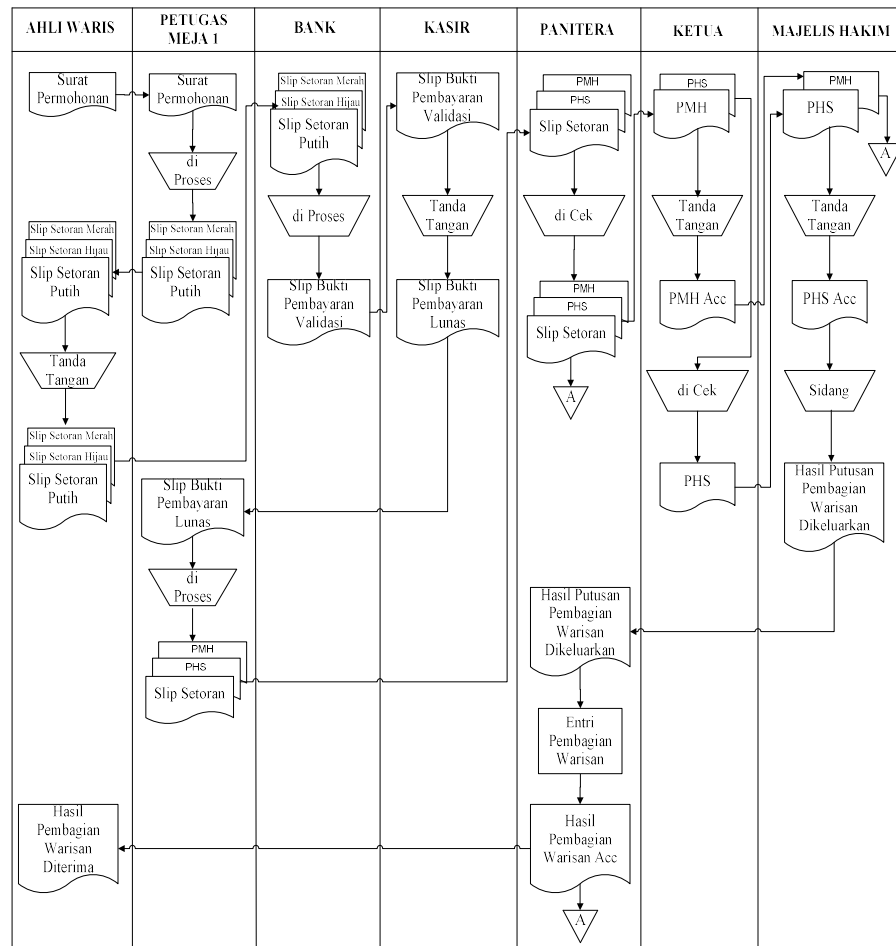 AHLI WARIS
PETUGAS
MEJA 1
BANK
KASIR
PANITERA
KETUA
MAJELIS HAKIM
Surat
Permohonan
Slip Setoran Merah
Slip Setoran Hijau
Slip Setoran
Putih
Tanda
Tangan
Slip Setoran Merah
Slip Setoran Hijau
Slip Setoran
Putih
Hasil
Pembagian
Warisan
Diterima
Surat
Permohonan
di
Proses
Slip Setoran Merah
Slip Setoran Hijau
Slip Setoran
Putih
Slip Bukti
Pembayaran
Lunas
di
Proses
PMH
PHS
Slip Setoran
Slip Setoran Merah
Slip Setoran Hijau
Slip Setoran
Putih
di Proses
Slip Bukti
Pembayaran
Validasi
Slip Bukti
Pembayaran
Validasi
Tanda
Tangan
Slip Bukti
Pembayaran
Lunas
PMH
PHS
Slip Setoran
di Cek
PMH
PHS
Slip Setoran
A
Hasil Putusan
Pembagian
Warisan
Dikeluarkan
Entri
Pembagian
Warisan
Hasil
Pembagian
Warisan Acc
A
PHS
PMH
Tanda
Tangan
PMH Acc
di Cek
PHS
PMH
PHS
A
Tanda
Tangan
PHS Acc
Sidang
Hasil Putusan
Pembagian
Warisan
Dikeluarkan